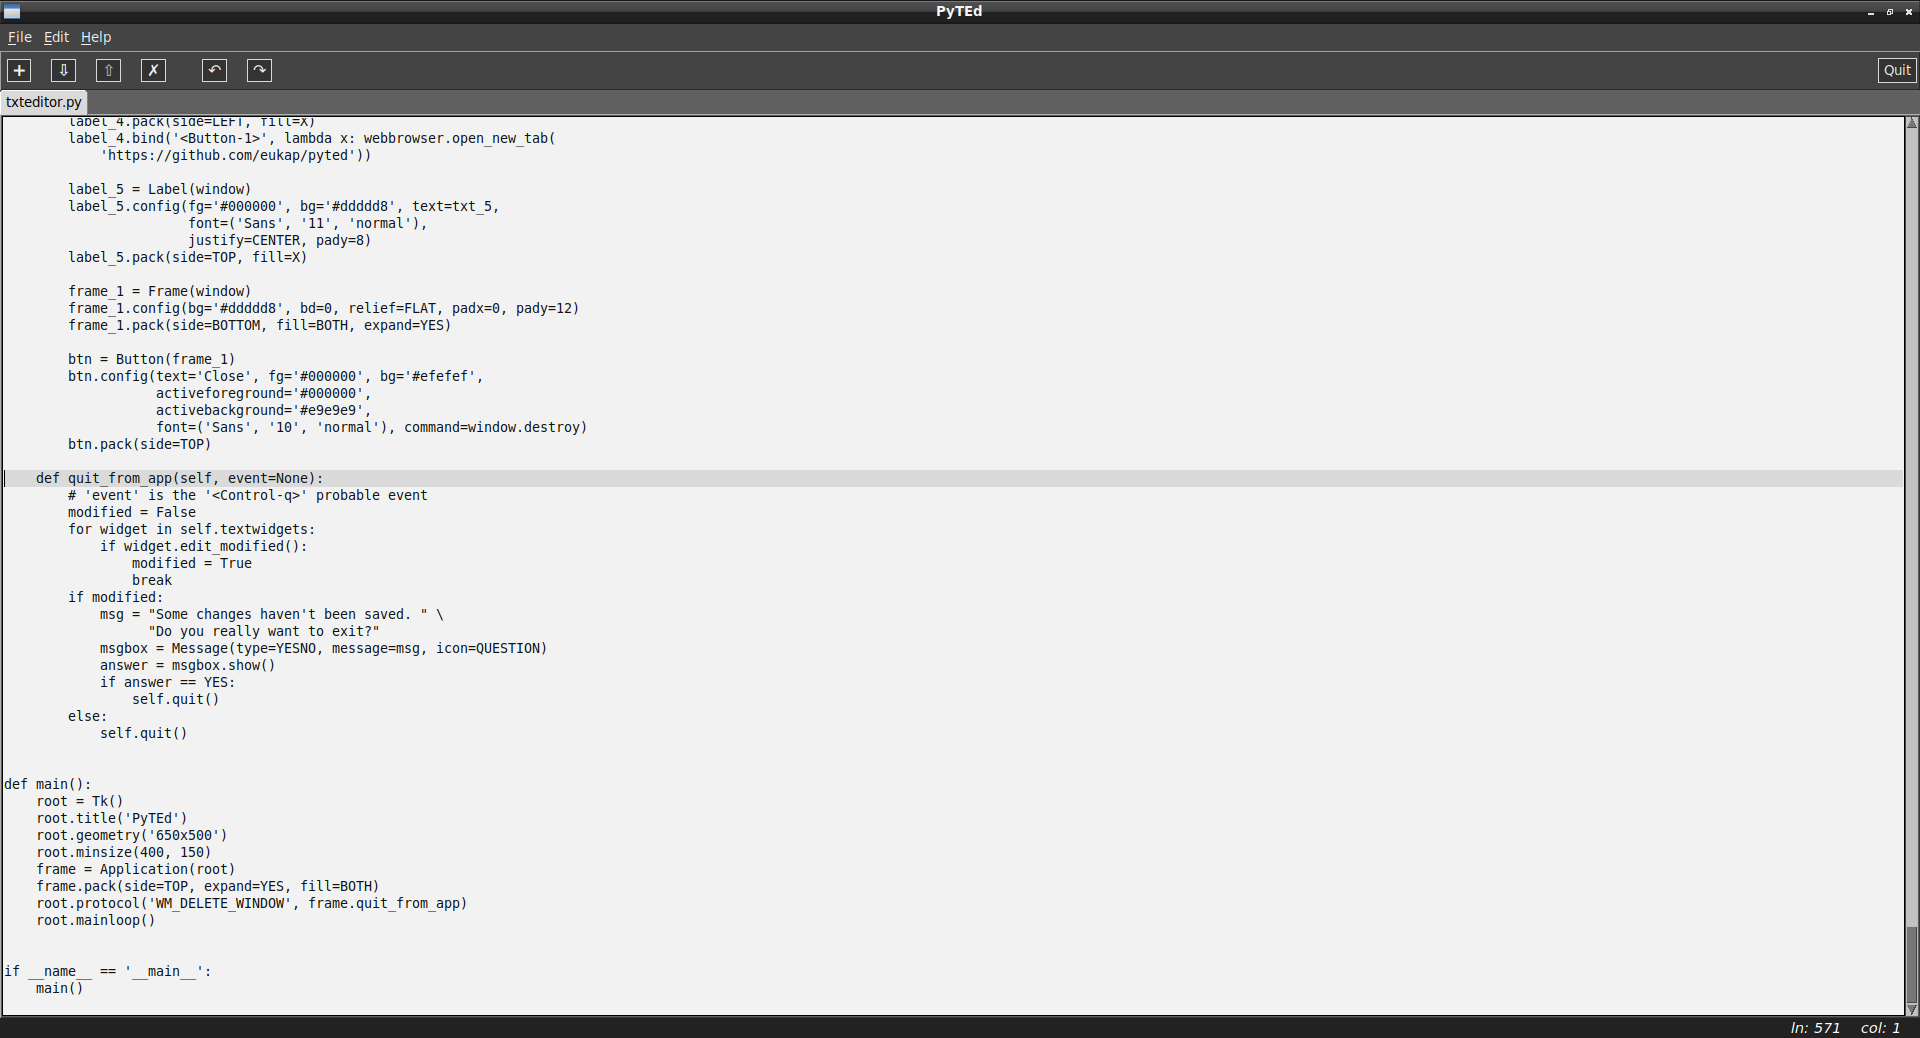 PyTEd
File Edit Help
Quit
txteditor.py
        label_4.pack(side=LEFT, fill=X)
        label_4.bind('<Button-1>', lambda x: webbrowser.open_new_tab(
            'https://github.com/eukap/pyted'))

        label_5 = Label(window)
        label_5.config(fg='#000000', bg='#ddddd8', text=txt_5,
                       font=('Sans', '11', 'normal'),
                       justify=CENTER, pady=8)
        label_5.pack(side=TOP, fill=X)

        frame_1 = Frame(window)
        frame_1.config(bg='#ddddd8', bd=0, relief=FLAT, padx=0, pady=12)
        frame_1.pack(side=BOTTOM, fill=BOTH, expand=YES)

        btn = Button(frame_1)
        btn.config(text='Close', fg='#000000', bg='#efefef',
                   activeforeground='#000000',
                   activebackground='#e9e9e9',
                   font=('Sans', '10', 'normal'), command=window.destroy)
        btn.pack(side=TOP)

    def quit_from_app(self, event=None):
        # 'event' is the '<Control-q>' probable event
        modified = False
        for widget in self.textwidgets:
            if widget.edit_modified():
                modified = True
                break
        if modified:
            msg = "Some changes haven't been saved. " \
                  "Do you really want to exit?"
            msgbox = Message(type=YESNO, message=msg, icon=QUESTION)
            answer = msgbox.show()
            if answer == YES:
                self.quit()
        else:
            self.quit()


def main():
    root = Tk()
    root.title('PyTEd')
    root.geometry('650x500')
    root.minsize(400, 150)
    frame = Application(root)
    frame.pack(side=TOP, expand=YES, fill=BOTH)
    root.protocol('WM_DELETE_WINDOW', frame.quit_from_app)
    root.mainloop()


if __name__ == '__main__':
    main()
ln: 571 col: 1